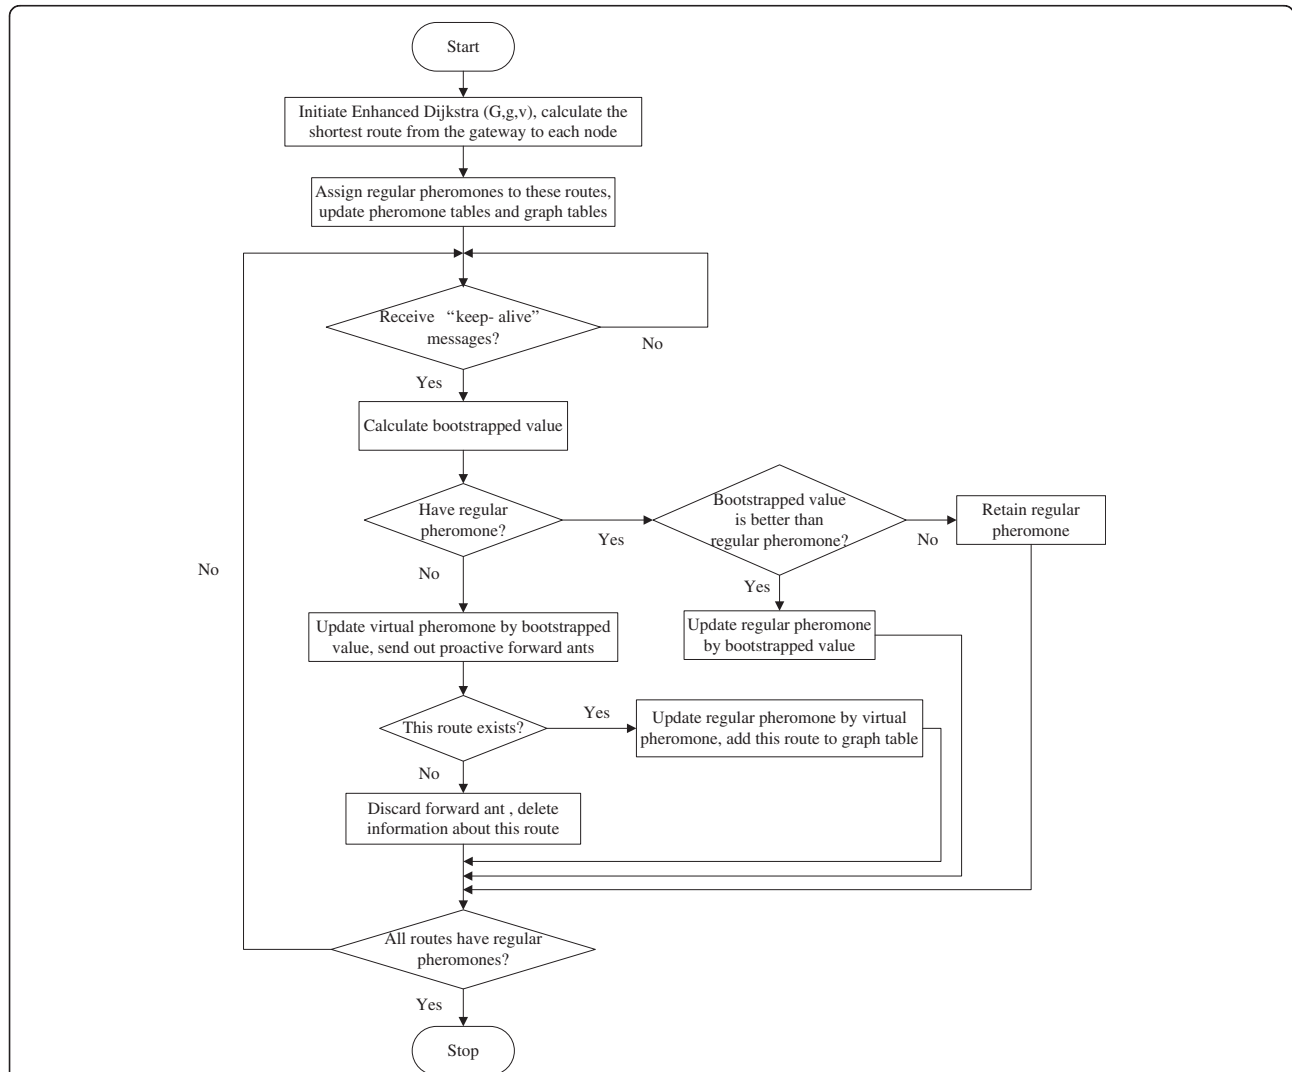 Start
Initiate Enhanced Dijkstra (G,g,v), calculate the
shortest route from the gateway to each node
Assign regular pheromones to these routes,
update pheromone tables and graph tables
Receive “keep- alive”
messages?
No
Yes
Calculate bootstrapped value
Have regular
pheromone?
Yes
Bootstrapped value
is better than
regular pheromone?
No
Retain regular
pheromone
No
No
Yes
Update virtual pheromone by bootstrapped
value, send out proactive forward ants
Update regular pheromone
by bootstrapped value
This route exists?
Yes
Update regular pheromone by virtual
pheromone, add this route to graph table
No
Discard forward ant , delete
information about this route
All routes have regular
pheromones?
Yes
Stop